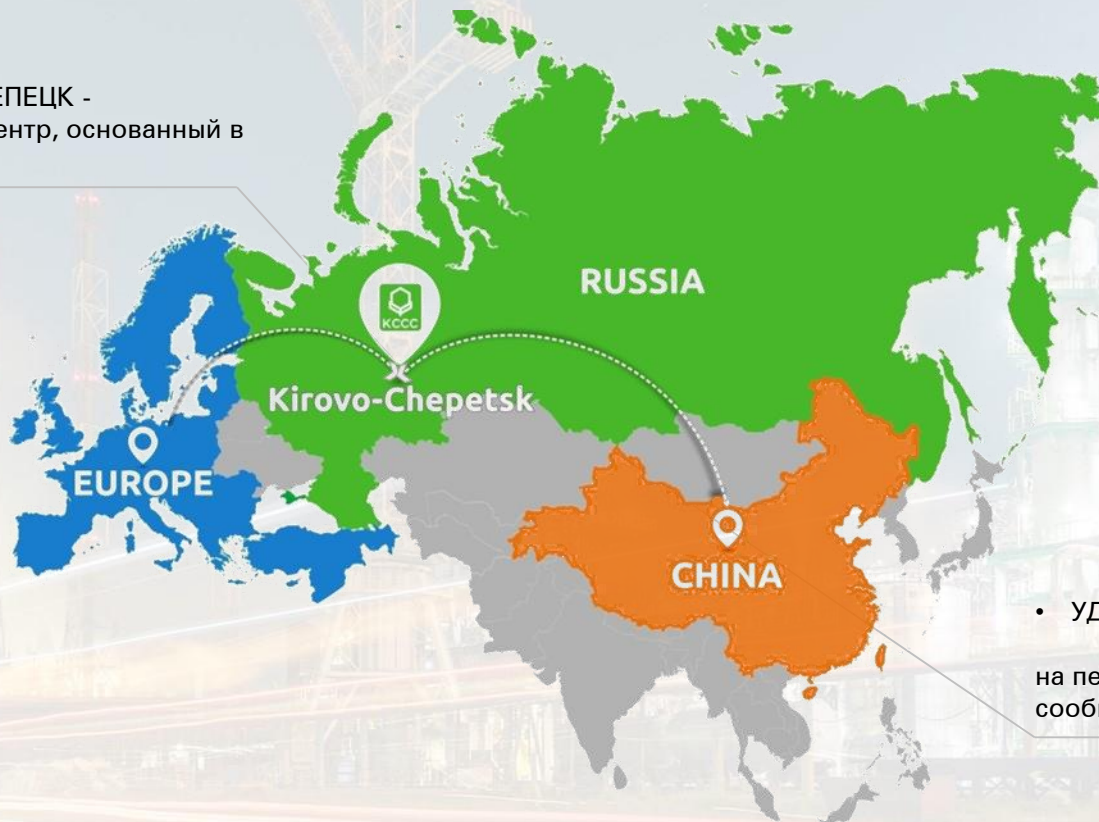 ЕПЕЦК -
ентр, основанный в
RUSSIA
KCCC
Kirovo-Chepetsk
EUROPE
CHINA
• УД
на пе
сооб